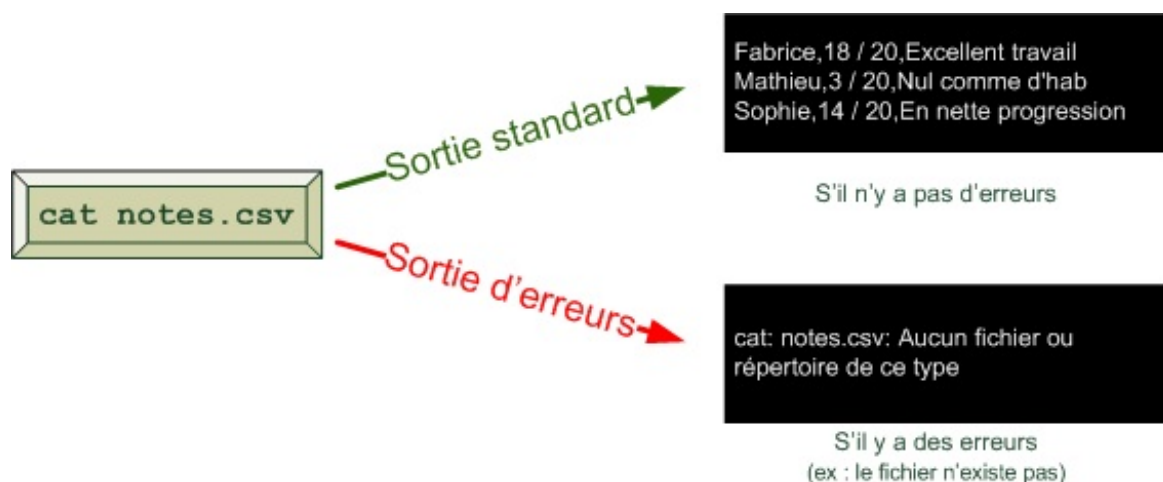 cat notes.csv
Sortie standard
Fabrice,18 / 20,Excellent travail
Mathieu,3 / 20,Nul comme d'hab
Sophie,14 / 20,En nette progression
S'il n'y a pas d'erreurs
Sortie d'erreurs
cat: notes.csv: Aucun fichier ou
répertoire de ce type
S'il y a des erreurs
(ex : le fichier n'existe pas)